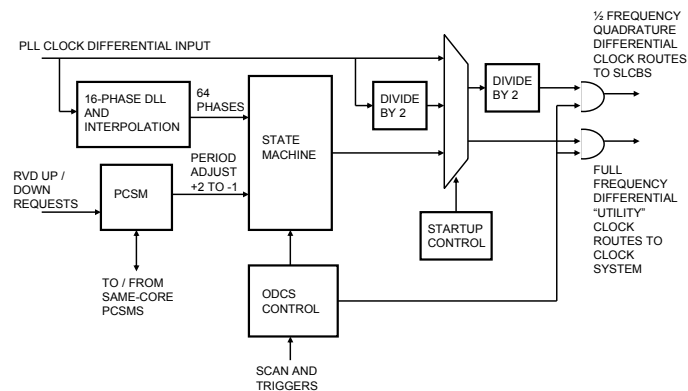 PLL CLOCK DIFFERENTIAL INPUT
16-PHASE DLL
AND
INTERPOLATION
64
PHASES
STATE
MACHINE
DIVIDE
BY 2
DIVIDE
BY 2
½ FREQUENCY
QUADRATURE
DIFFERENTIAL
CLOCK ROUTES
TO SLCBS
RVD UP /
DOWN
REQUESTS
PCSM
PERIOD
ADJUST
+2 TO -1
TO / FROM
SAME-CORE
PCSMS
STARTUP
CONTROL
FULL
FREQUENCY
DIFFERENTIAL
“UTILITY”
CLOCK
ROUTES TO
CLOCK
SYSTEM
ODCS
CONTROL
SCAN AND
TRIGGERS